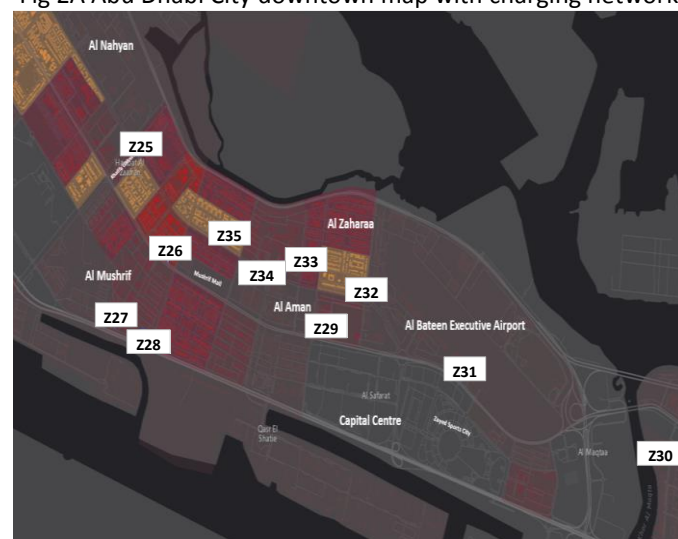 Fig 2A Abu Dhabi City downtown map with charging network
Al Nahyan
Z25
Z35
Al Zaharaa
Z26
Z33
Z34
Al Mushrif
Mushrif Mall
Z32
Al Aman
Z27
Z29
Al Bateen Executive Airport
Z28
Z31
Al Safarat
Capital Centre
Zayed Sports City
Qasr El
Shatie
Al Maqtaa
Z30